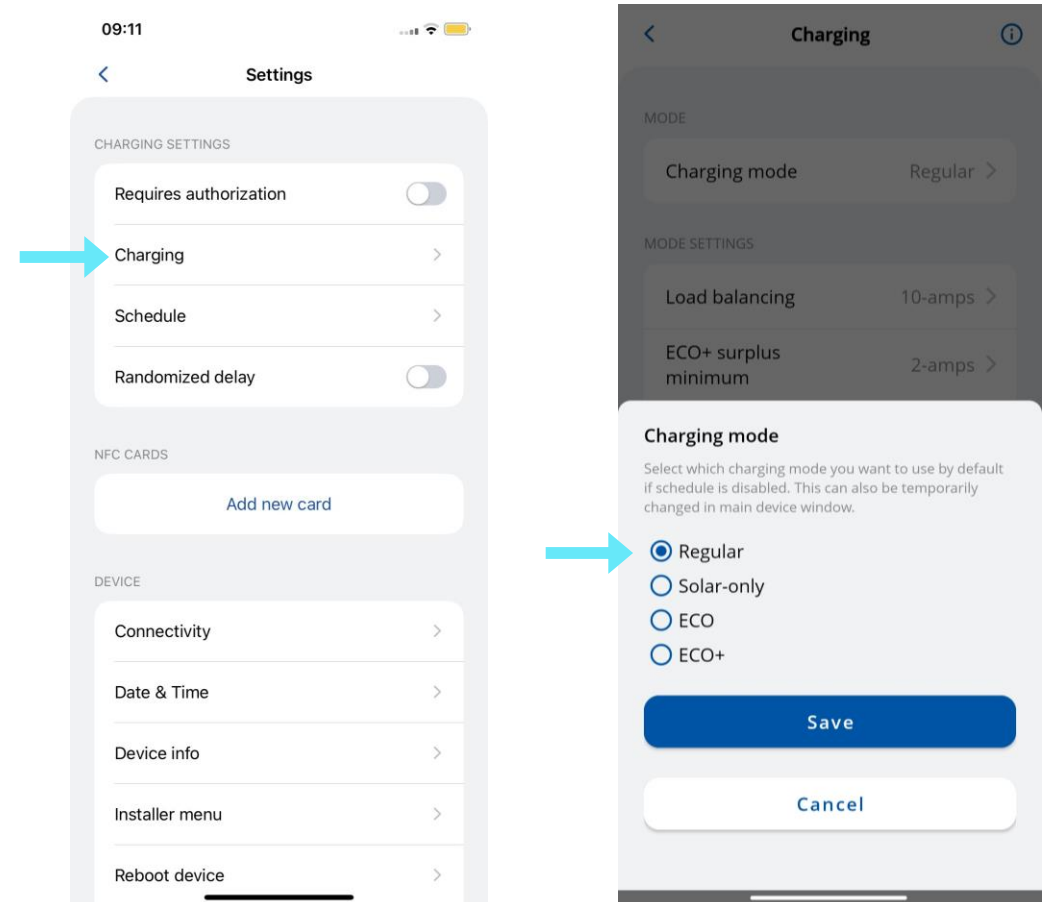 09:11
Settings
CHARGING SETTINGS
Requires authorization
Charging
Schedule
Randomized delay
NFC CARDS
Add new card
DEVICE
Connectivity
Date & Time
Device info
Installer menu
Reboot device
Charging
MODE
Charging mode Regular
MODE SETTINGS
Load balancing 10-amps
ECO+ surplus
minimum 2-amps
Charging mode
Select which charging mode you want to use by default
if schedule is disabled. This can also be temporarily
changed in main device window.
Regular
Solar-only
ECO
ECO+
Save
Cancel